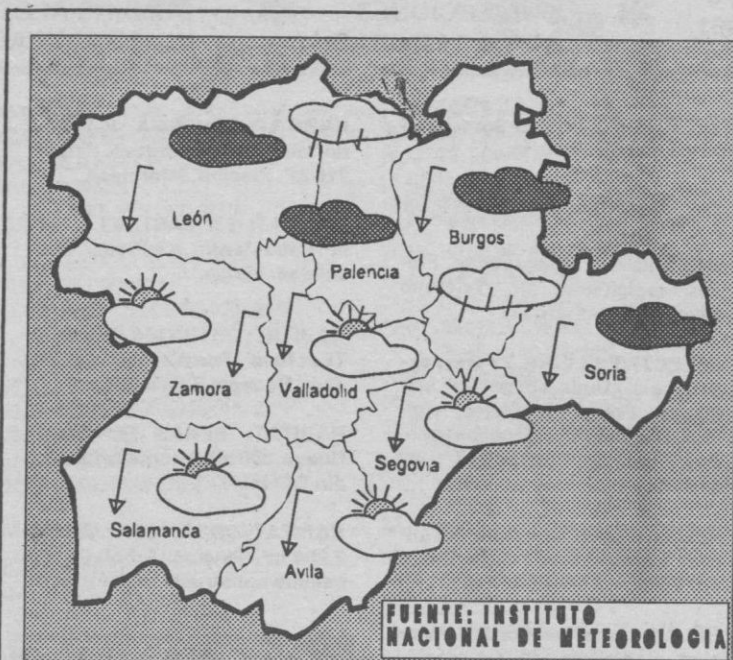 León
Burgos
Palencia
Soria
Zamora
Valladolid
Segovia
Salamanca
Avila
FUENTE: INSTITUTO
NACIONAL DE METEOROLOGIA